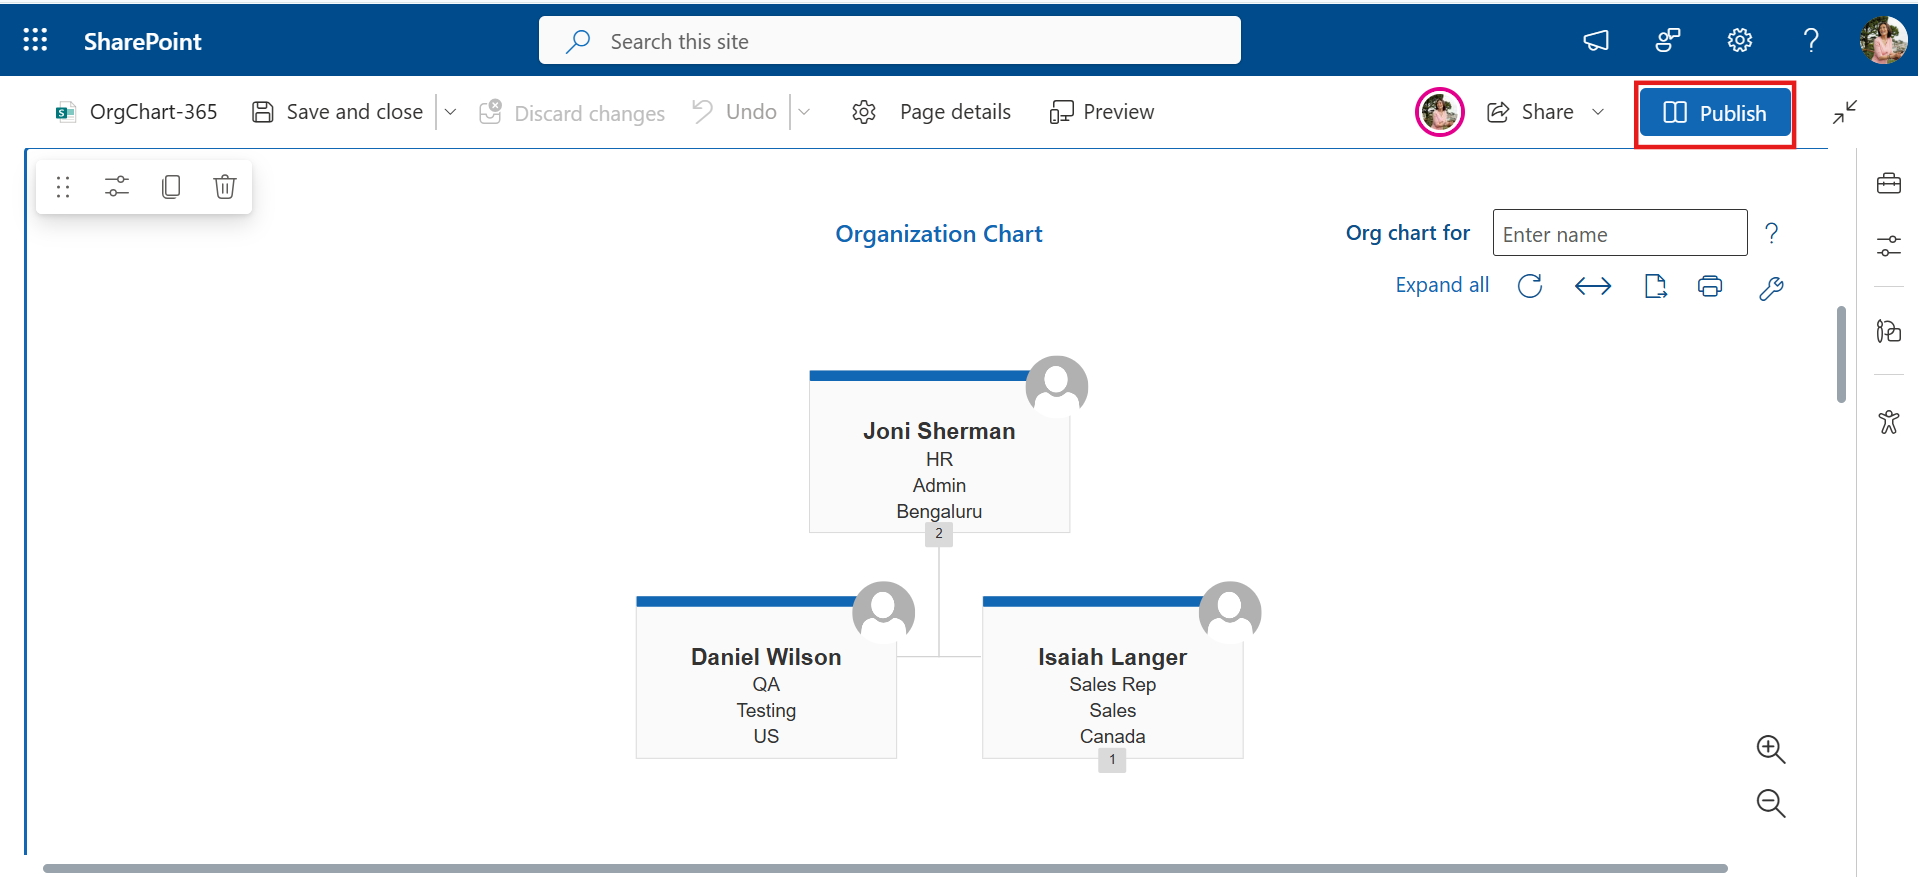 SharePoint
Search this site
?
OrgChart-365
Save and close
Discard changes
Undo
Page details
Preview
Share
Publish
Organization Chart
Org chart for
Enter name
?
Expand all
Joni Sherman
HR
Admin
Bengaluru
2
Daniel Wilson
QA
Testing
US
Isaiah Langer
Sales Rep
Sales
Canada
1